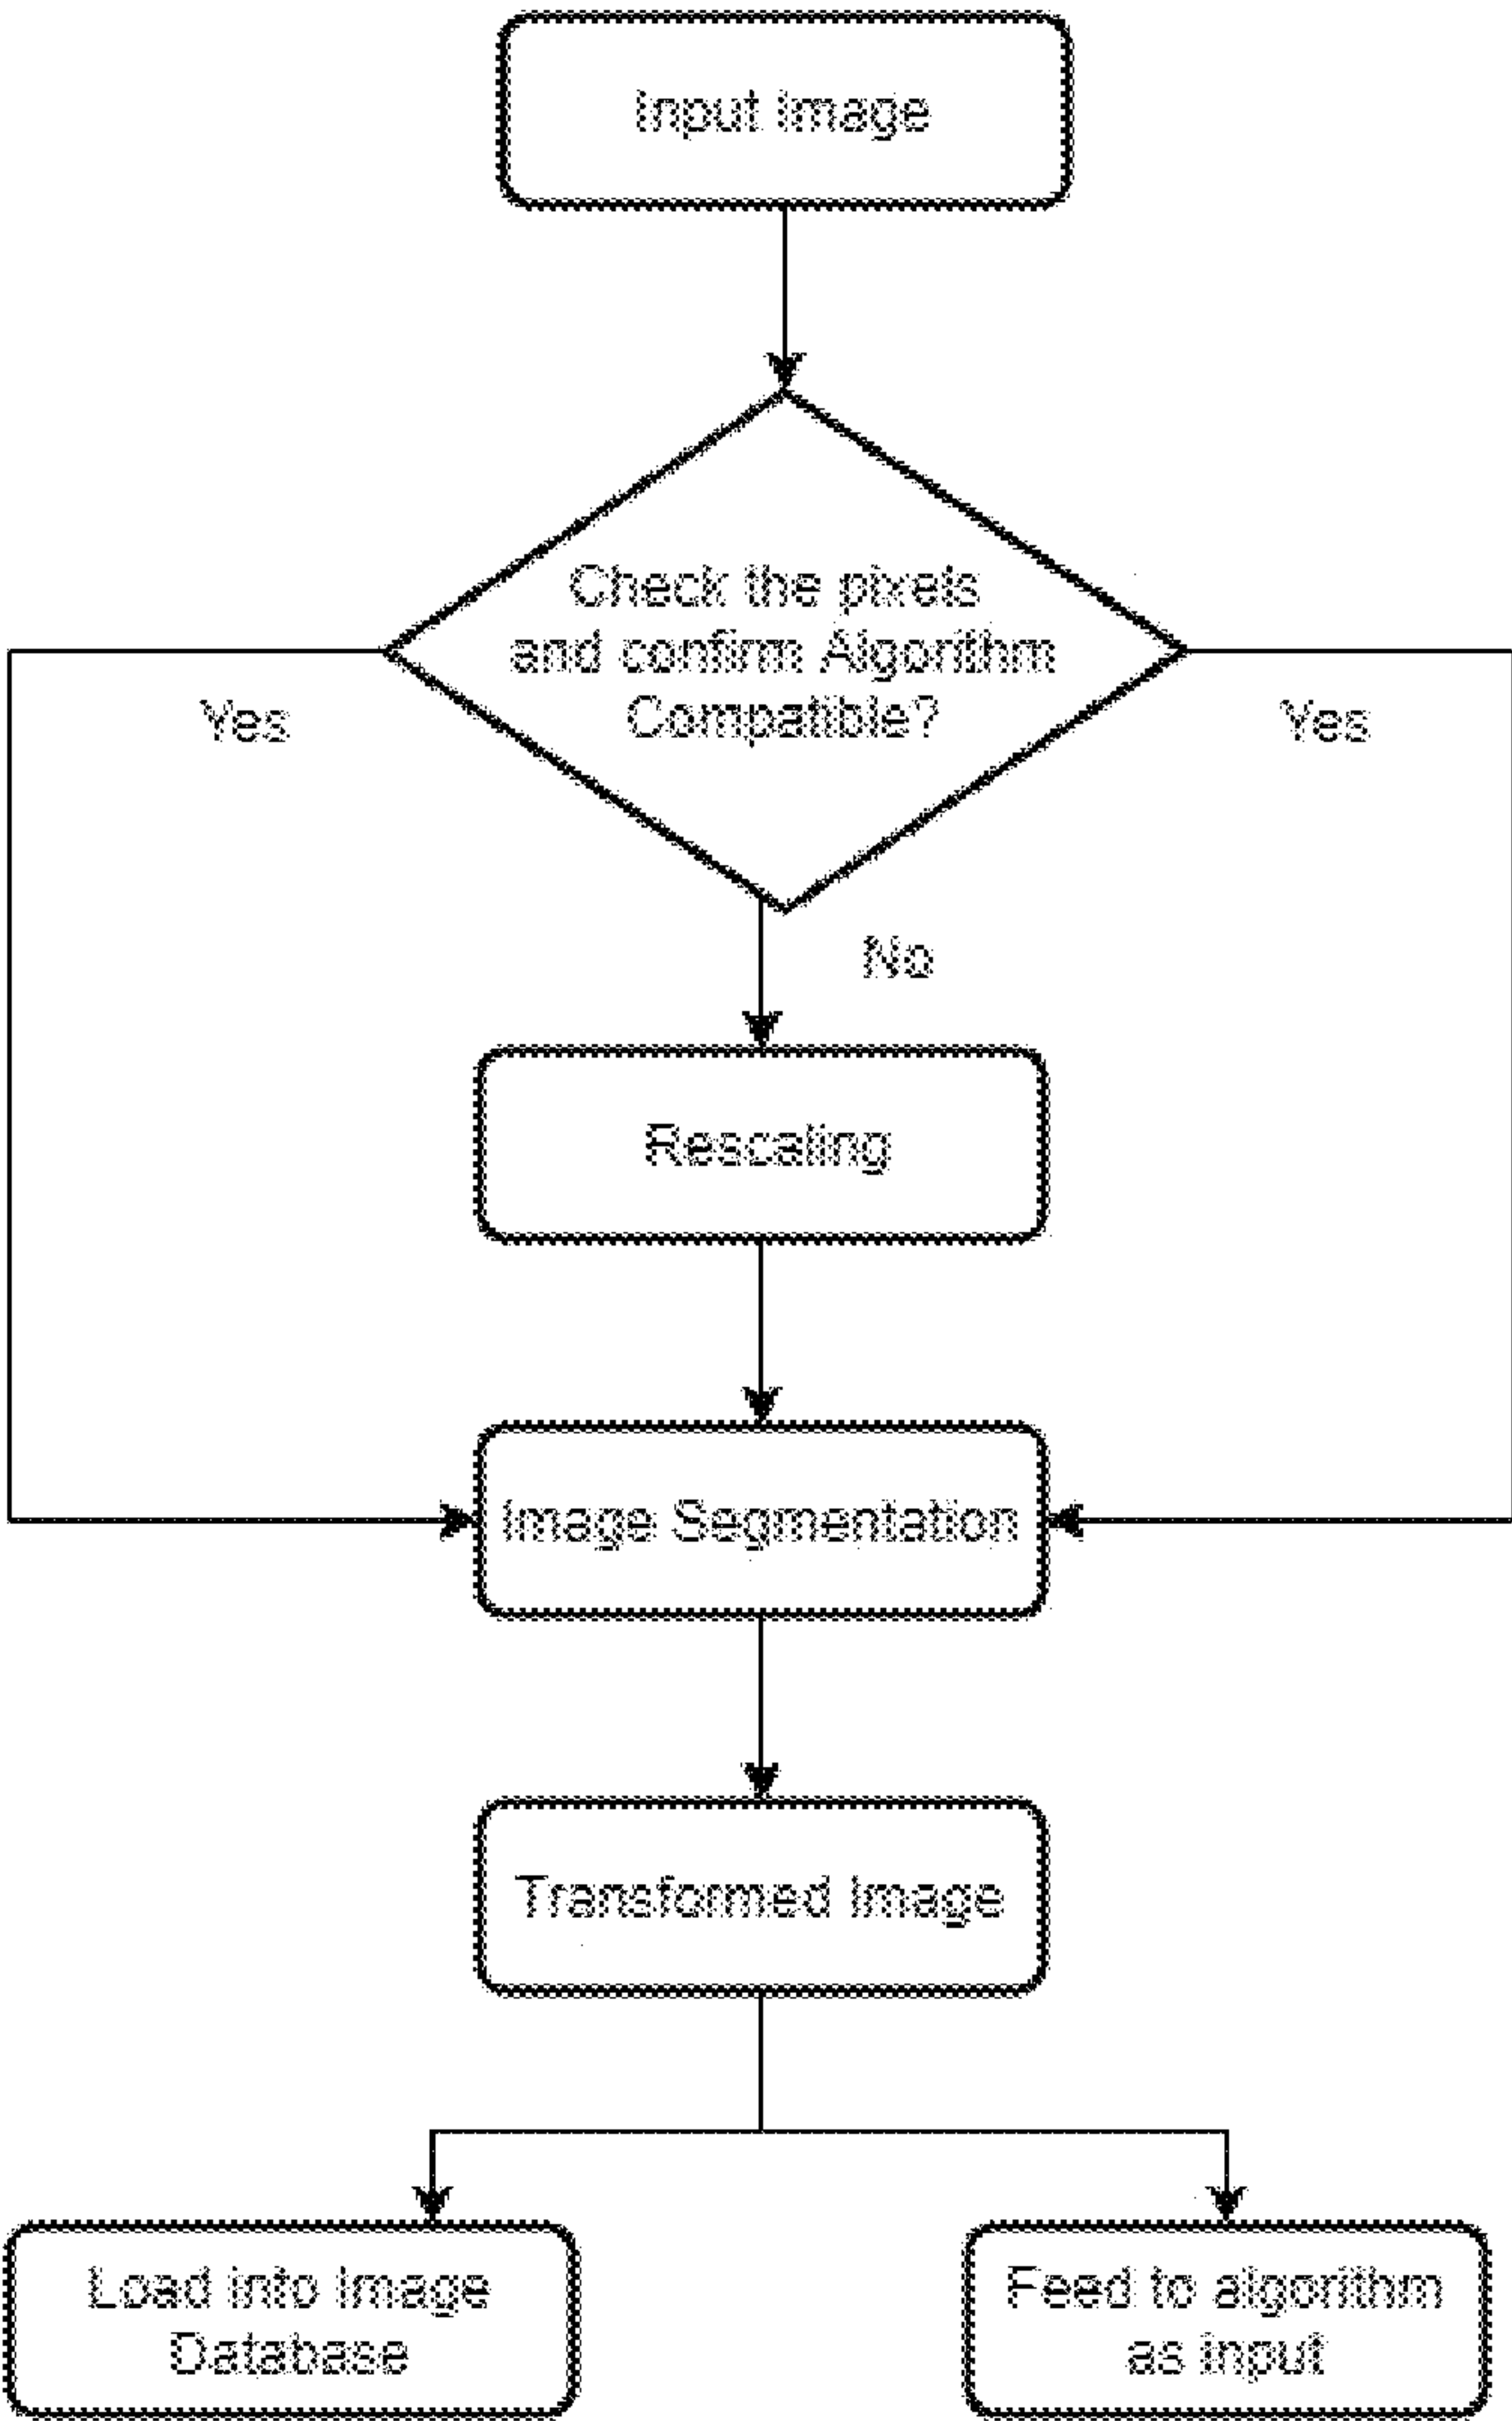 Input Image
Check the pixels
and confirm Algorithm
Compatible?
Yes
Yes
No
Rescaling
Image Segmentation
Transformed Image
Load into Image
Database
Feed to algorithm
as input